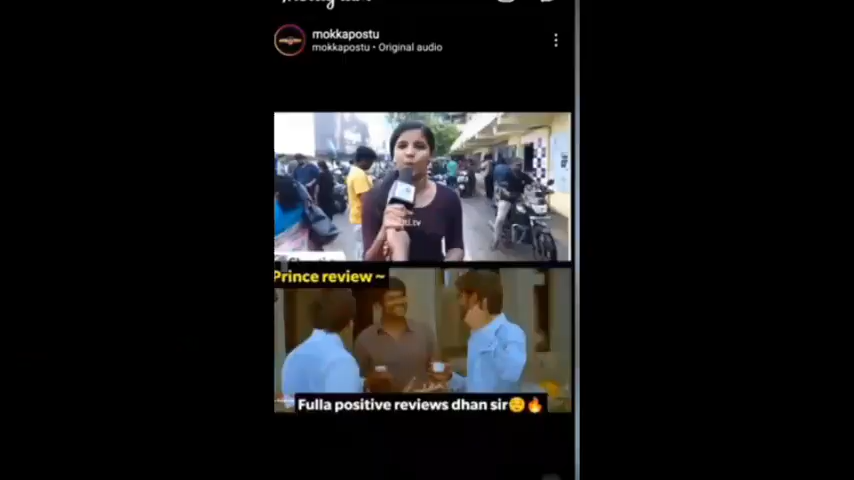 mokkapostu
mokkapostu • Original audio
Prince review ~
Fulla positive reviews dhan sir☺️🔥